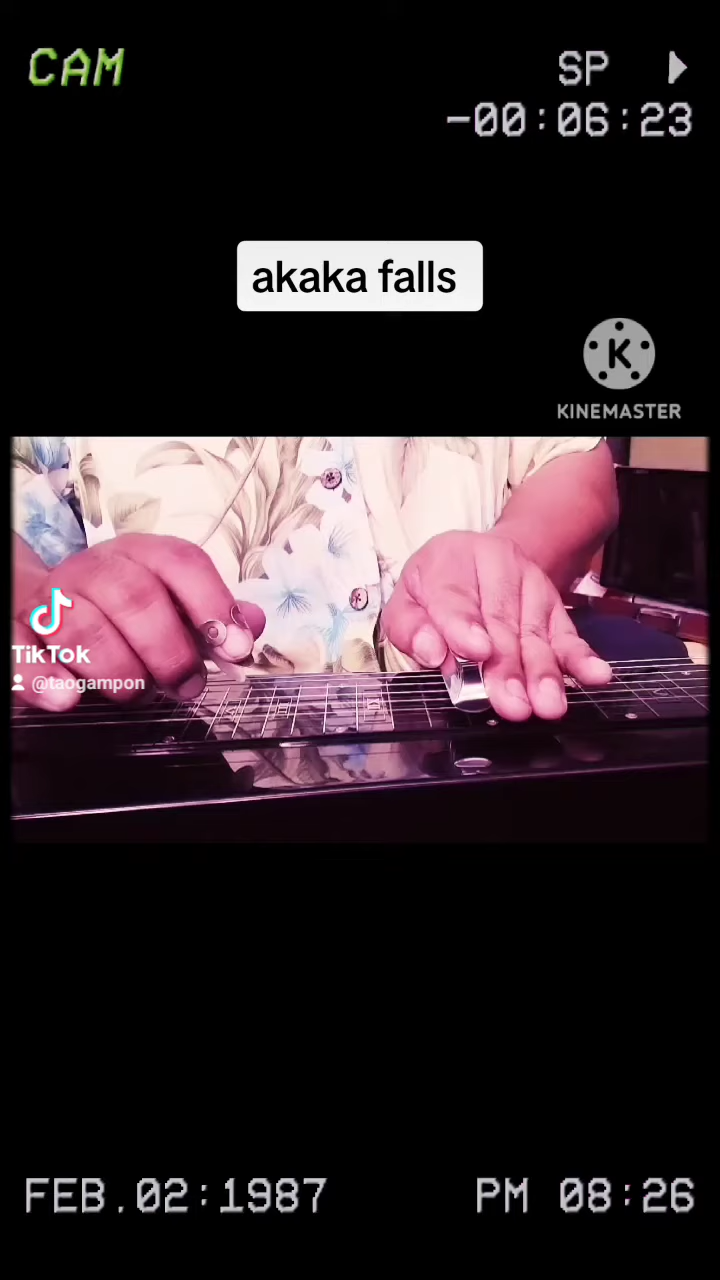 CAM
SP
-00:06:23
akaka falls
K
KINEMASTER
TikTok
@taogampon
FEB.02:1987
PM 08:26